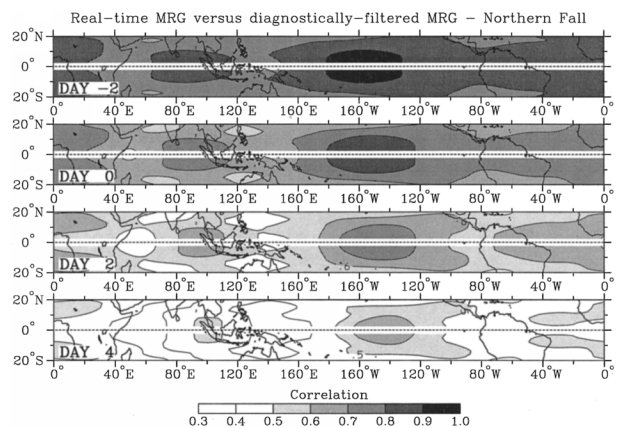 Real-time MRG versus diagnostically-filtered MRG - Northern Fall
20°N
0°
20°S
DAY -2
0° 40°E 80°E 120°E 160°E 160°W 120°W 80°W 40°W 0°
20°N
0°
20°S
DAY 0
0° 40°E 80°E 120°E 160°E 160°W 120°W 80°W 40°W 0°
20°N
0°
20°S
DAY 2
.6
0° 40°E 80°E 120°E 160°E 160°W 120°W 80°W 40°W 0°
20°N
0°
20°S
DAY 4
.5
0° 40°E 80°E 120°E 160°E 160°W 120°W 80°W 40°W 0°
Correlation
0.3 0.4 0.5 0.6 0.7 0.8 0.9 1.0